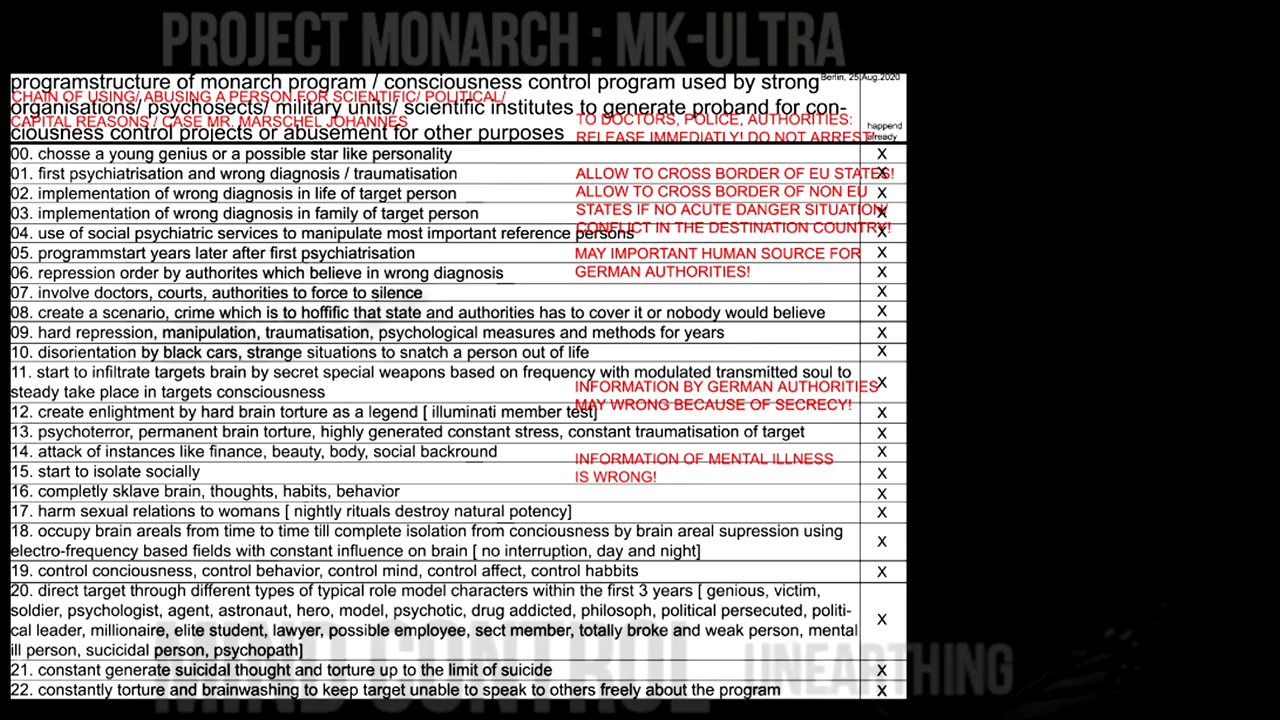 PROJECT MONARCH : MK-ULTRA
programstructure of monarch program / consciousness control program used by strong
Berlin, 25.Aug.2020
CHAIN OF USING/ ABUSING A PERSON FOR SCIENTIFIC/ POLITICAL/
organisations/ psychosects/ military units/ scientific institutes to generate proband for con-
CAPITAL REASONS / CASE MR. MARSCHEL JOHANNES
TO DOCTORS, POLICE, AUTHORITIES:
ciousness control projects or abusement for other purposes
RELEASE IMMEDIATLY! DO NOT ARREST!
happend
already
00. chosse a young genius or a possible star like personality X
01. first psychiatrisation and wrong diagnosis / traumatisation X
ALLOW TO CROSS BORDER OF EU STATES!
02. implementation of wrong diagnosis in life of target person X
ALLOW TO CROSS BORDER OF NON EU
03. implementation of wrong diagnosis in family of target person X
STATES IF NO ACUTE DANGER SITUATION/
04. use of social psychiatric services to manipulate most important reference persons X
CONFLICT IN THE DESTINATION COUNTRY!
05. programmstart years later after first psychiatrisation X
MAY IMPORTANT HUMAN SOURCE FOR
06. repression order by authorites which believe in wrong diagnosis X
GERMAN AUTHORITIES!
07. involve doctors, courts, authorities to force to silence X
08. create a scenario, crime which is to hoffific that state and authorities has to cover it or nobody would believe X
09. hard repression, manipulation, traumatisation, psychological measures and methods for years X
10. disorientation by black cars, strange situations to snatch a person out of life X
11. start to infiltrate targets brain by secret special weapons based on frequency with modulated transmitted soul to
steady take place in targets consciousness X
INFORMATION BY GERMAN AUTHORITIES
MAY WRONG BECAUSE OF SECRECY!
12. create enlightment by hard brain torture as a legend [ illuminati member test] X
13. psychoterror, permanent brain torture, highly generated constant stress, constant traumatisation of target X
14. attack of instances like finance, beauty, body, social backround X
INFORMATION OF MENTAL ILLNESS
15. start to isolate socially X
IS WRONG!
16. completly sklave brain, thoughts, habits, behavior X
17. harm sexual relations to womans [ nightly rituals destroy natural potency] X
18. occupy brain areals from time to time till complete isolation from conciousness by brain areal supression using
electro-frequency based fields with constant influence on brain [ no interruption, day and night] X
19. control conciousness, control behavior, control mind, control affect, control habbits X
20. direct target through different types of typical role model characters within the first 3 years [ genious, victim,
soldier, psychologist, agent, astronaut, hero, model, psychotic, drug addicted, philosoph, political persecuted, politi-
cal leader, millionaire, elite student, lawyer, possible employee, sect member, totally broke and weak person, mental
ill person, sucicidal person, psychopath] X
21. constant generate suicidal thought and torture up to the limit of suicide X
22. constantly torture and brainwashing to keep target unable to speak to others freely about the program X
MIND CONTROL UNEARTHING